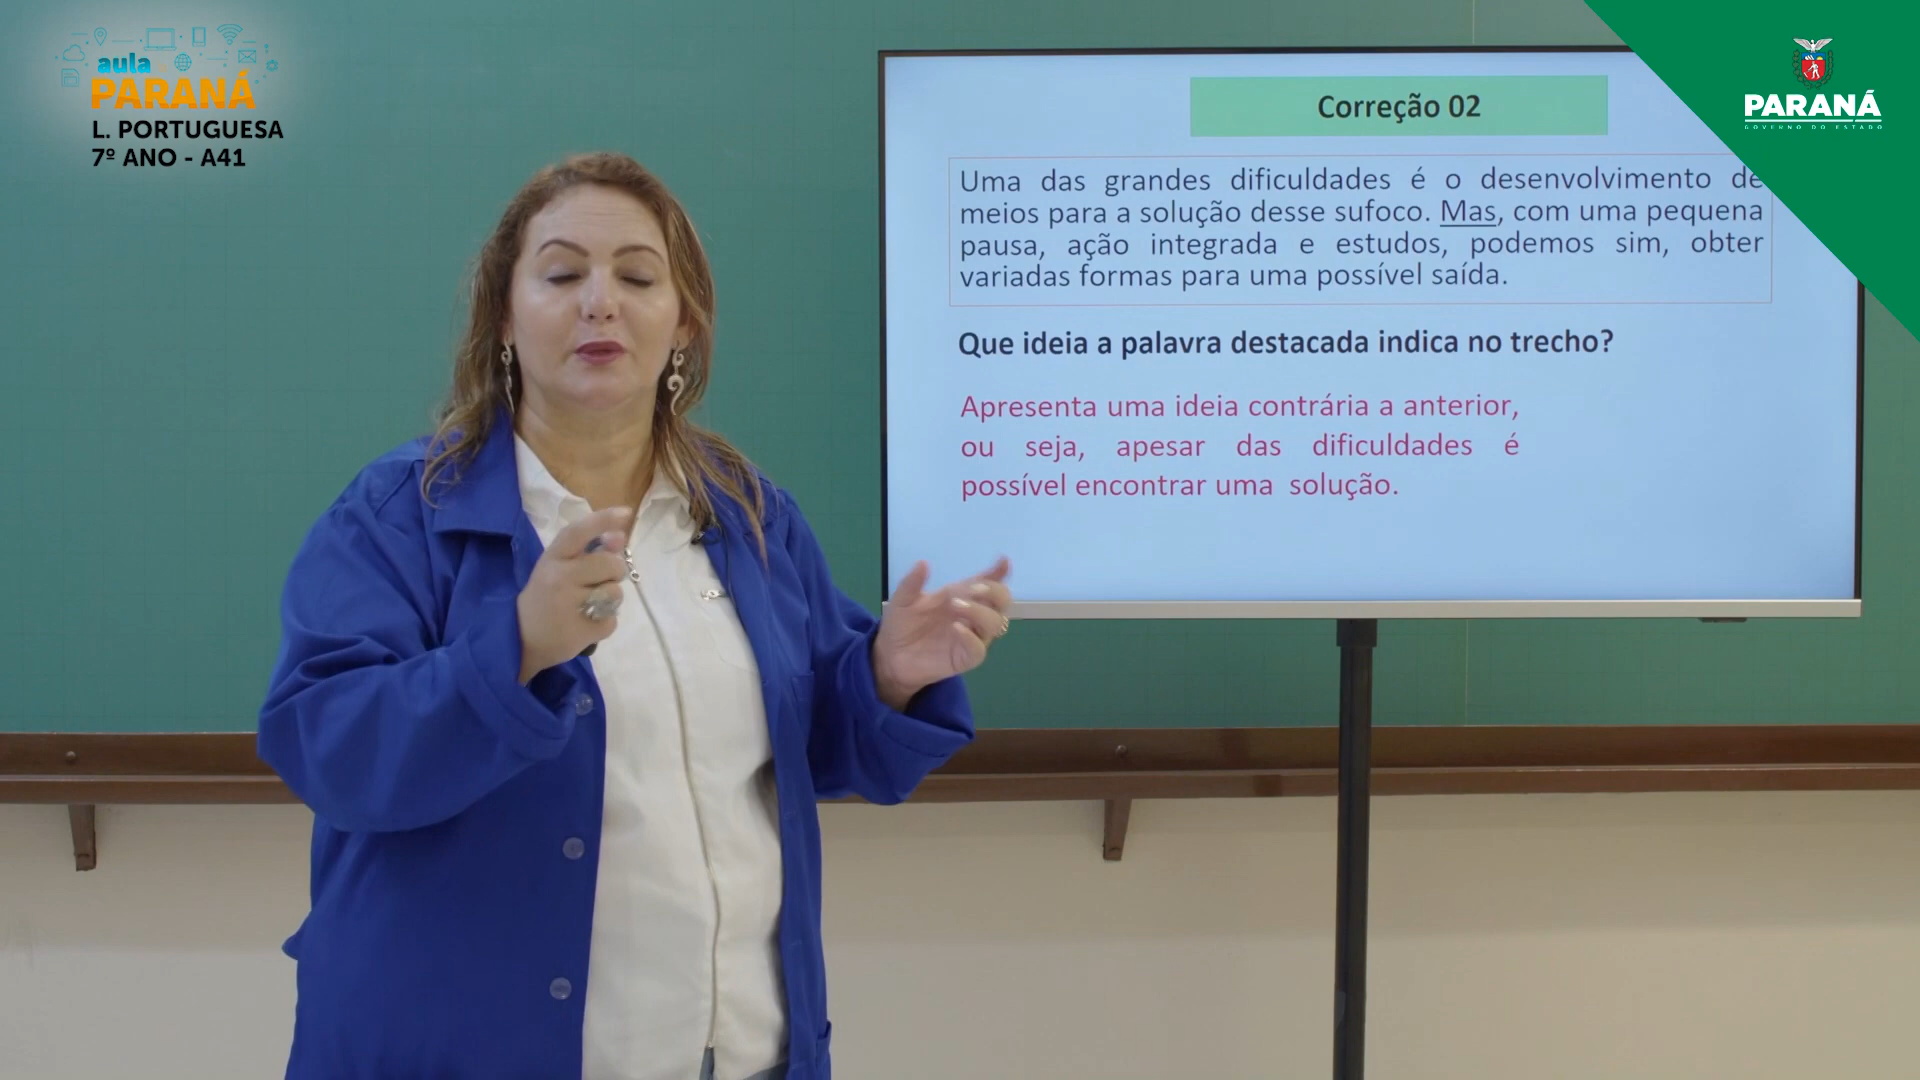 aula
PARANÁ
L. PORTUGUESA
7º ANO - A41
PARANÁ
GOVERNO DO ESTADO
Correção 02
Uma das grandes dificuldades é o desenvolvimento de
meios para a solução desse sufoco. Mas, com uma pequena
pausa, ação integrada e estudos, podemos sim, obter
variadas formas para uma possível saída.
Que ideia a palavra destacada indica no trecho?
Apresenta uma ideia contrária a anterior,
ou seja, apesar das dificuldades é
possível encontrar uma solução.